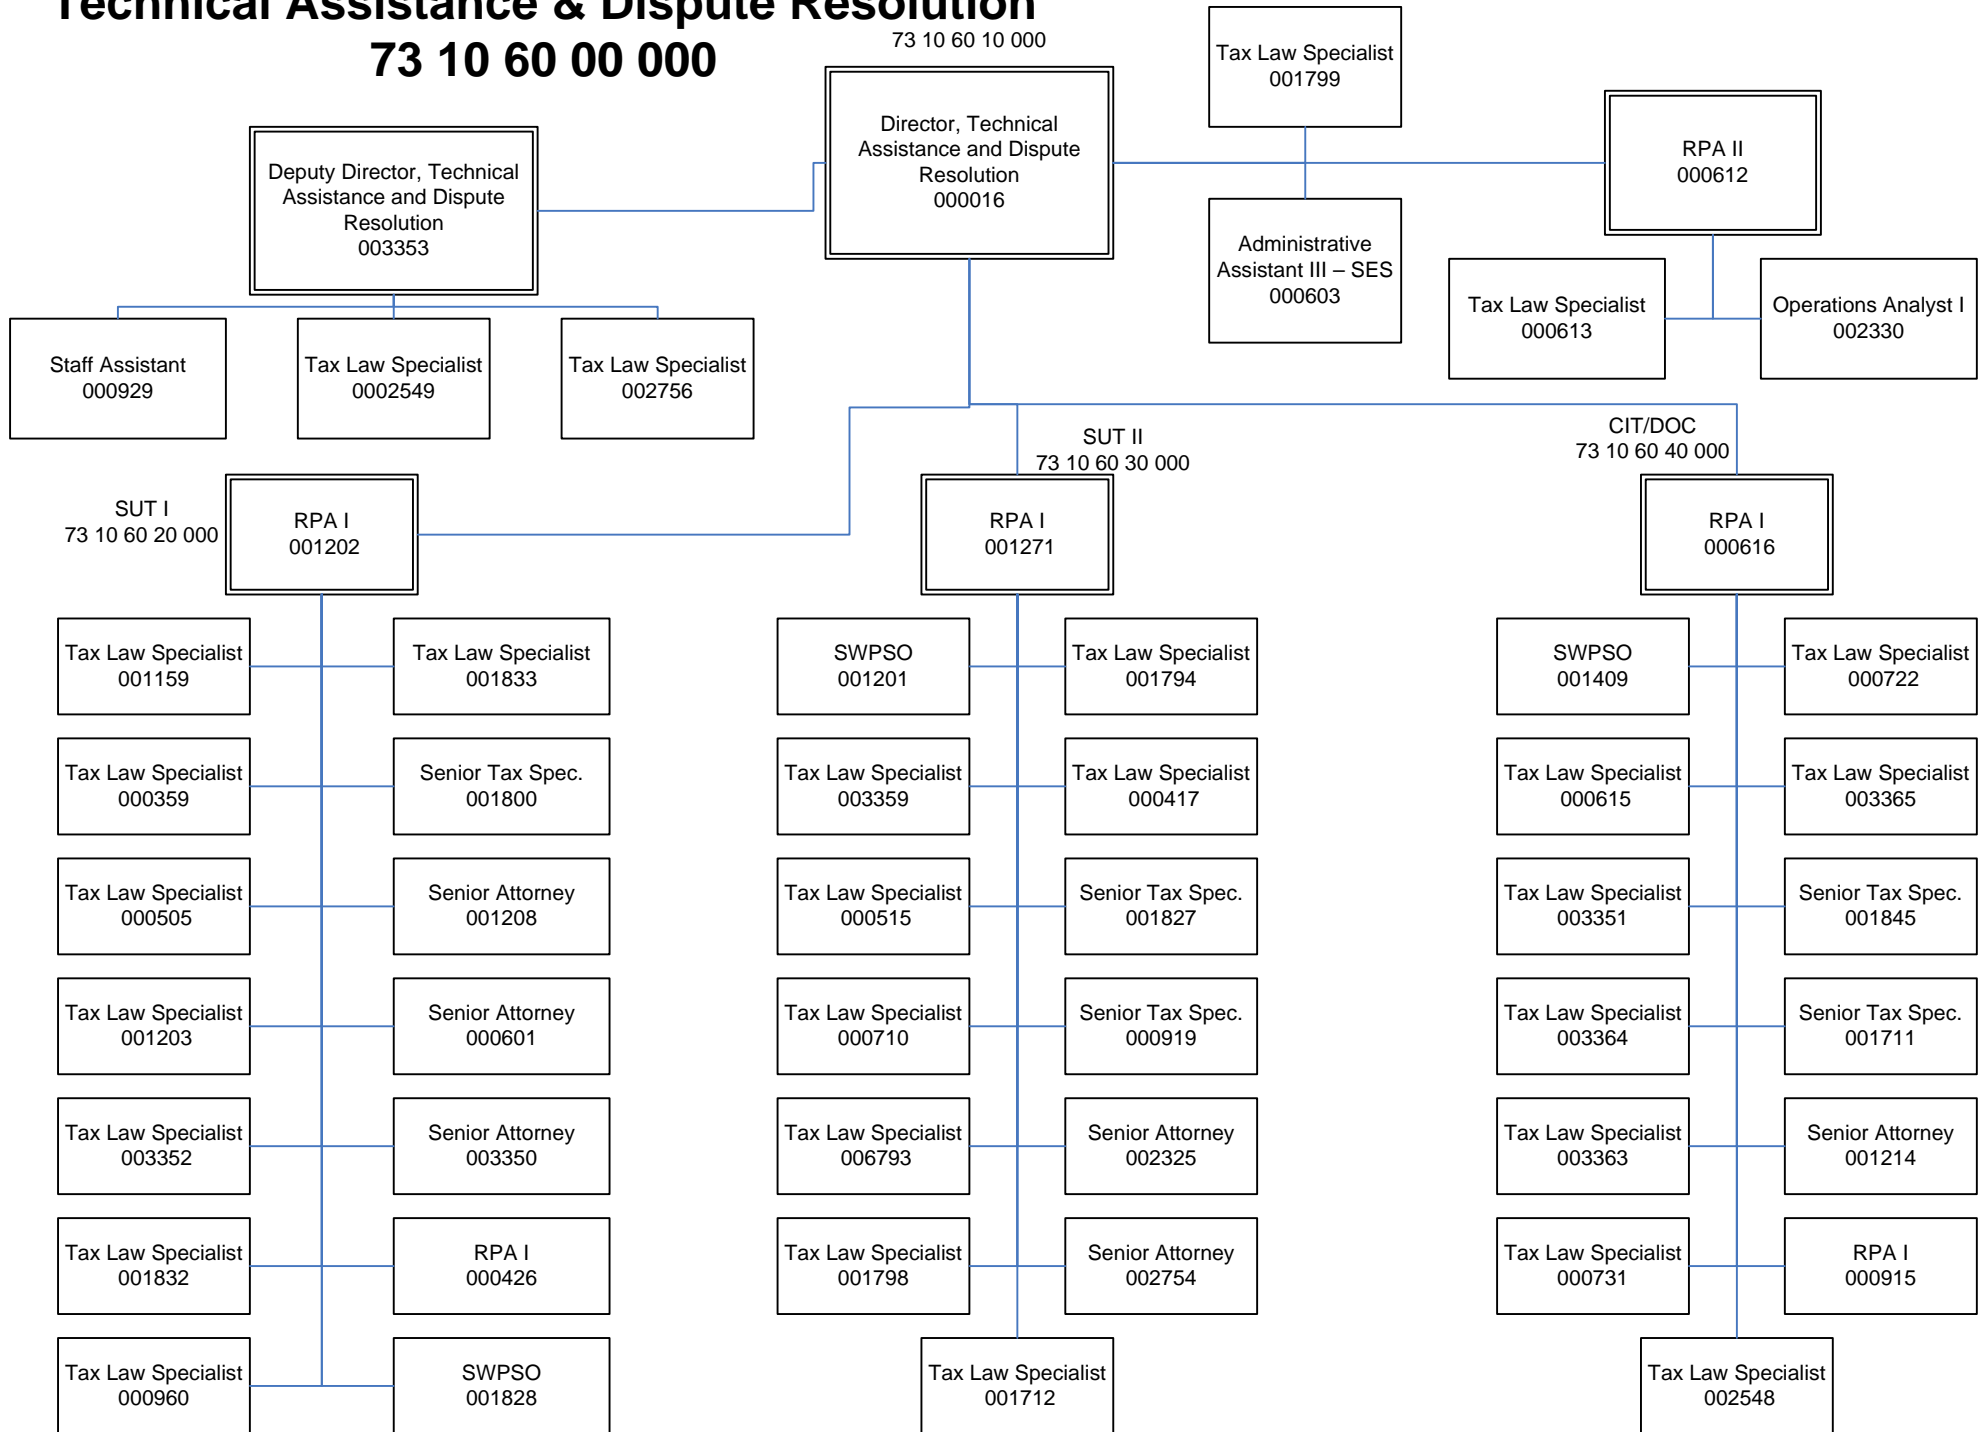 Technical Assistance & Dispute Resolution
73 10 60 00 000
73 10 60 10 000
Tax Law Specialist
001799
Director, Technical
Assistance and Dispute
Resolution
000016
RPA II
000612
Deputy Director, Technical
Assistance and Dispute
Resolution
003353
Administrative
Assistant III – SES
000603
Tax Law Specialist
000613
Operations Analyst I
002330
Staff Assistant
000929
Tax Law Specialist
0002549
Tax Law Specialist
002756
SUT I
73 10 60 20 000
RPA I
001202
SUT II
73 10 60 30 000
RPA I
001271
CIT/DOC
73 10 60 40 000
RPA I
000616
Tax Law Specialist
001159
Tax Law Specialist
001833
Tax Law Specialist
000359
Senior Tax Spec.
001800
Tax Law Specialist
000505
Senior Attorney
001208
Tax Law Specialist
001203
Senior Attorney
000601
Tax Law Specialist
003352
Senior Attorney
003350
Tax Law Specialist
001832
RPA I
000426
Tax Law Specialist
000960
SWPSO
001828
SWPSO
001201
Tax Law Specialist
001794
Tax Law Specialist
003359
Tax Law Specialist
000417
Tax Law Specialist
000515
Senior Tax Spec.
001827
Tax Law Specialist
000710
Senior Tax Spec.
000919
Tax Law Specialist
006793
Senior Attorney
002325
Tax Law Specialist
001798
Senior Attorney
002754
Tax Law Specialist
001712
SWPSO
001409
Tax Law Specialist
000722
Tax Law Specialist
000615
Tax Law Specialist
003365
Tax Law Specialist
003351
Senior Tax Spec.
001845
Tax Law Specialist
003364
Senior Tax Spec.
001711
Tax Law Specialist
003363
Senior Attorney
001214
Tax Law Specialist
000731
RPA I
000915
Tax Law Specialist
002548